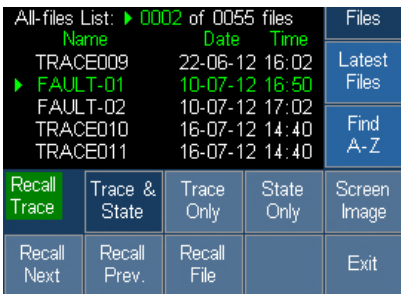 All-files List: ▶ 0002 of 0055 files
Files
Name Date Time
TRACE009 22-06-12 16:02
▶ FAULT-01 10-07-12 16:50
FAULT-02 10-07-12 17:02
TRACE010 16-07-12 14:40
TRACE011 16-07-12 14:40
Latest
Files
Find
A-Z
Recall
Trace
Trace &
State
Trace
Only
State
Only
Screen
Image
Recall
Next
Recall
Prev.
Recall
File
Exit